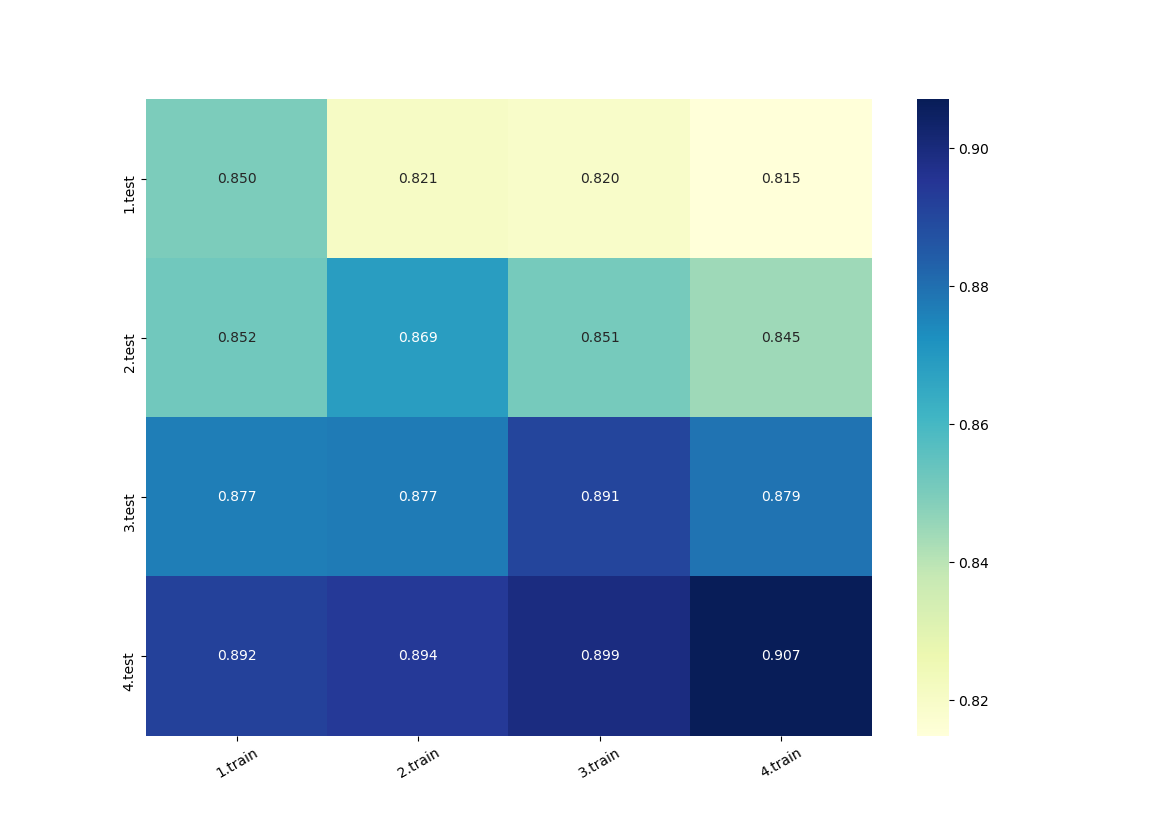 1.test 0.850 0.821 0.820 0.815
2.test 0.852 0.869 0.851 0.845
3.test 0.877 0.877 0.891 0.879
4.test 0.892 0.894 0.899 0.907
1.train 2.train 3.train 4.train
0.90
0.88
0.86
0.84
0.82